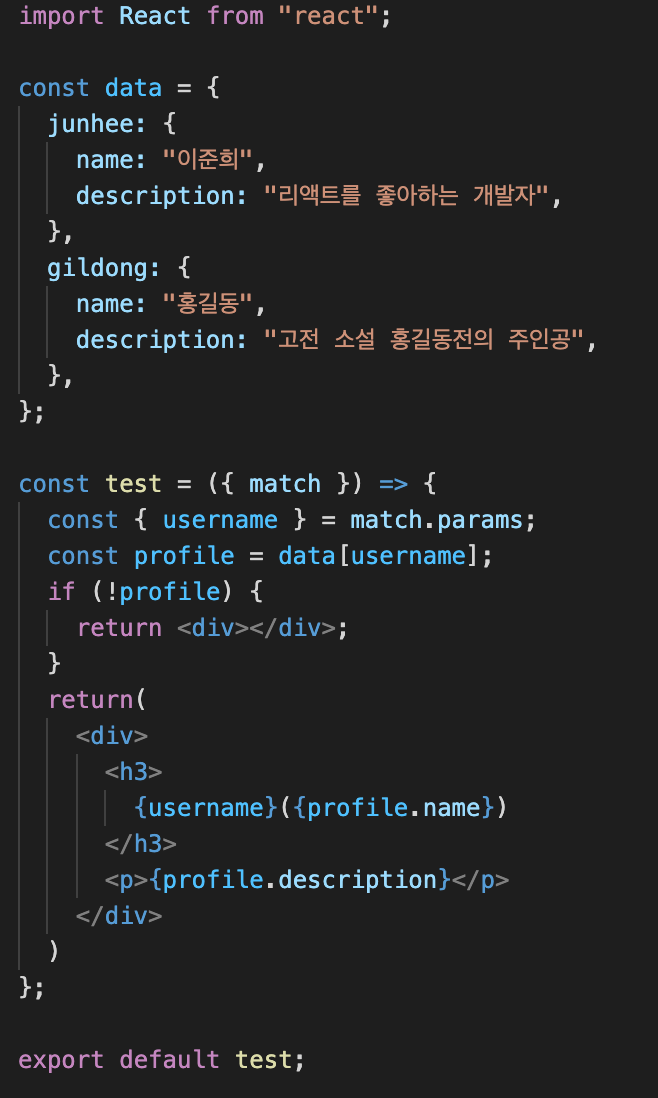 import React from "react";

const data = {
  junhee: {
    name: "이준희",
    description: "리액트를 좋아하는 개발자",
  },
  gildong: {
    name: "홍길동",
    description: "고전 소설 홍길동전의 주인공",
  },
};

const test = ({ match }) => {
  const { username } = match.params;
  const profile = data[username];
  if (!profile) {
    return <div></div>;
  }
  return(
    <div>
      <h3>
        {username}({profile.name})
      </h3>
      <p>{profile.description}</p>
    </div>
  )
};

export default test;